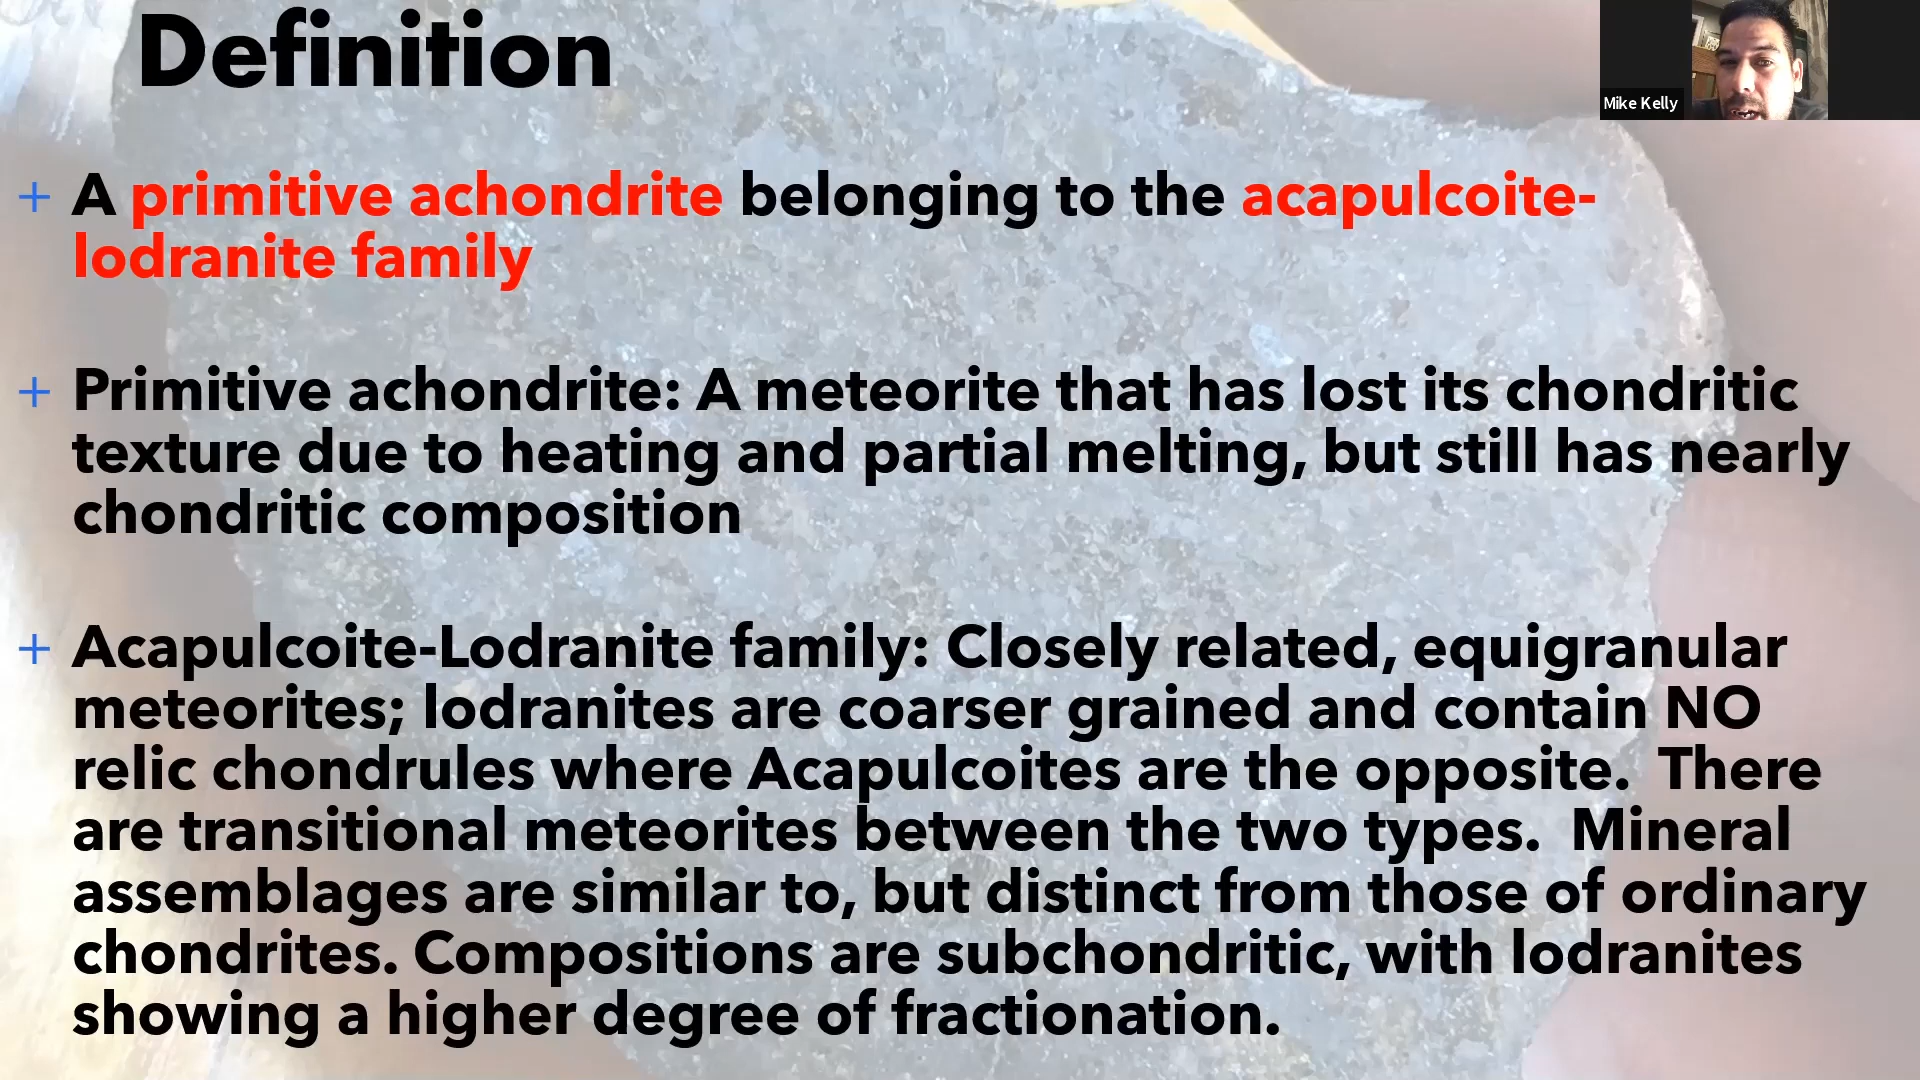 Definition
Mike Kelly
+ A primitive achondrite belonging to the acapulcoite-
lodranite family
+ Primitive achondrite: A meteorite that has lost its chondritic
texture due to heating and partial melting, but still has nearly
chondritic composition
+ Acapulcoite-Lodranite family: Closely related, equigranular
meteorites; lodranites are coarser grained and contain NO
relic chondrules where Acapulcoites are the opposite.  There
are transitional meteorites between the two types.  Mineral
assemblages are similar to, but distinct from those of ordinary
chondrites. Compositions are subchondritic, with lodranites
showing a higher degree of fractionation.